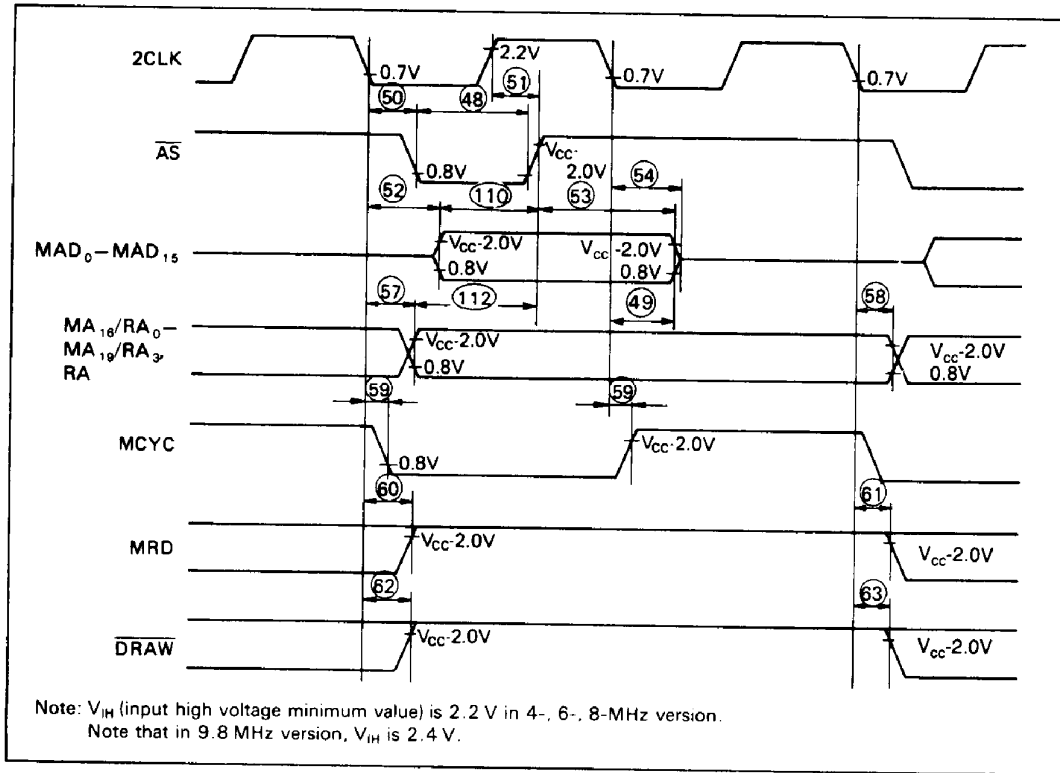 2CLK
2.2V
0.7V
0.7V
0.7V
51
50
48
AS
VCC-
2.0V
0.8V
54
52
110
53
MAD0–MAD15
VCC-2.0V
VCC-2.0V
0.8V
0.8V
57
112
49
58
MA16/RA0–
MA19/RA3,
RA
VCC-2.0V
0.8V
VCC-2.0V
0.8V
59
59
MCYC
VCC-2.0V
0.8V
60
61
MRD
VCC-2.0V
VCC-2.0V
62
63
DRAW
VCC-2.0V
VCC-2.0V
Note: VIH (input high voltage minimum value) is 2.2 V in 4-, 6-, 8-MHz version.
Note that in 9.8 MHz version, VIH is 2.4 V.